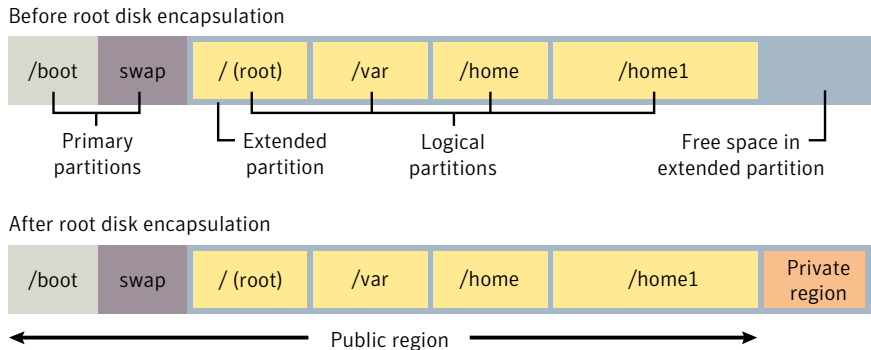 Before root disk encapsulation
/boot swap / (root) /var /home /home1
Primary
partitions
Extended
partition
Logical
partitions
Free space in
extended partition
After root disk encapsulation
/boot swap / (root) /var /home /home1 Private
region
Public region